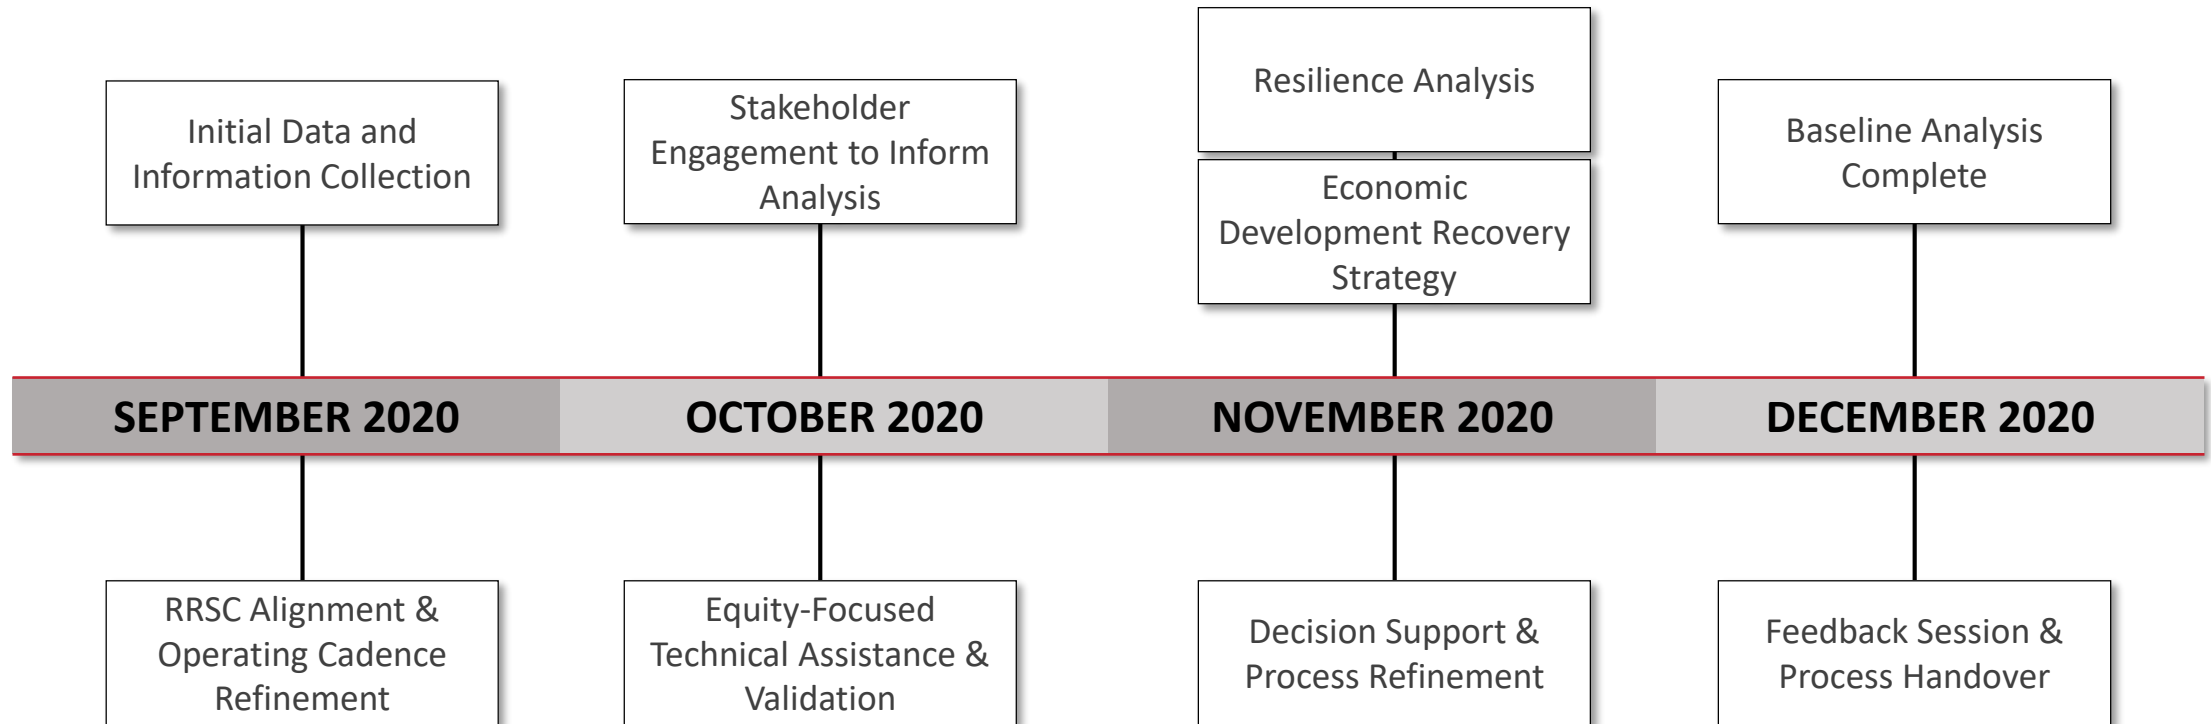 Initial Data and
Information Collection
Stakeholder
Engagement to Inform
Analysis
Resilience Analysis
Economic
Development Recovery
Strategy
Baseline Analysis
Complete
SEPTEMBER 2020
OCTOBER 2020
NOVEMBER 2020
DECEMBER 2020
RRSC Alignment &
Operating Cadence
Refinement
Equity-Focused
Technical Assistance &
Validation
Decision Support &
Process Refinement
Feedback Session &
Process Handover